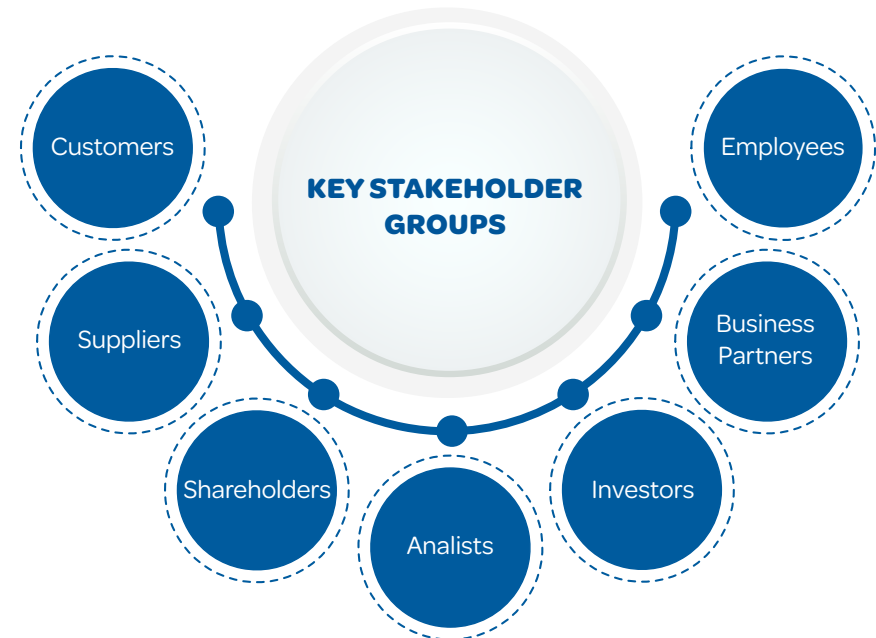 KEY STAKEHOLDER
GROUPS
Customers
Suppliers
Shareholders
Analists
Investors
Business
Partners
Employees